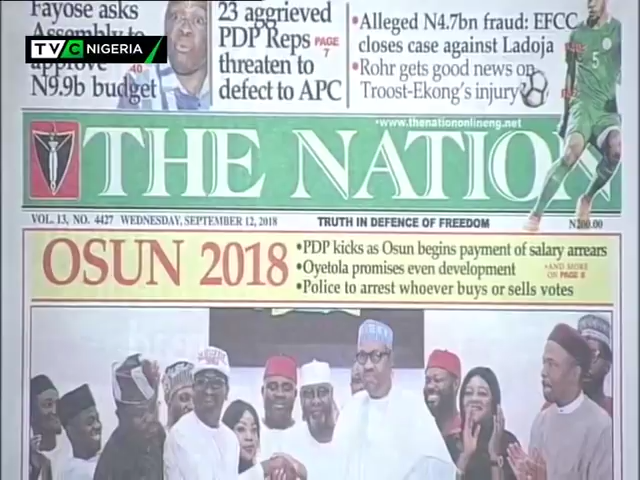 Fayose asks
Assembly to
approve
40
N9.9b budget
TVC NIGERIA
23 aggrieved
PDP Reps PAGE
7
threaten to
defect to APC
•Alleged N4.7bn fraud: EFCC
closes case against Ladoja
•Rohr gets good news on
Troost-Ekong's injury
5
•www.thenationonlineng.net
THE NATION
VOL. 13, NO. 4427 WEDNESDAY, SEPTEMBER 12, 2018
TRUTH IN DEFENCE OF FREEDOM
N200.00
OSUN 2018
•PDP kicks as Osun begins payment of salary arrears
•Oyetola promises even development
•AND MORE
ON PAGE 8
•Police to arrest whoever buys or sells votes